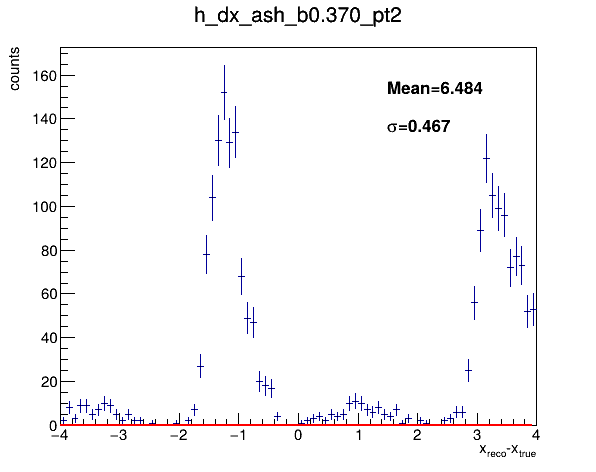 h_dx_ash_b0.370_pt2
counts
160
140
120
100
80
60
40
20
0
Mean=6.484
σ=0.467
−4 −3 −2 −1 0 1 2 3 4
x_reco-x_true